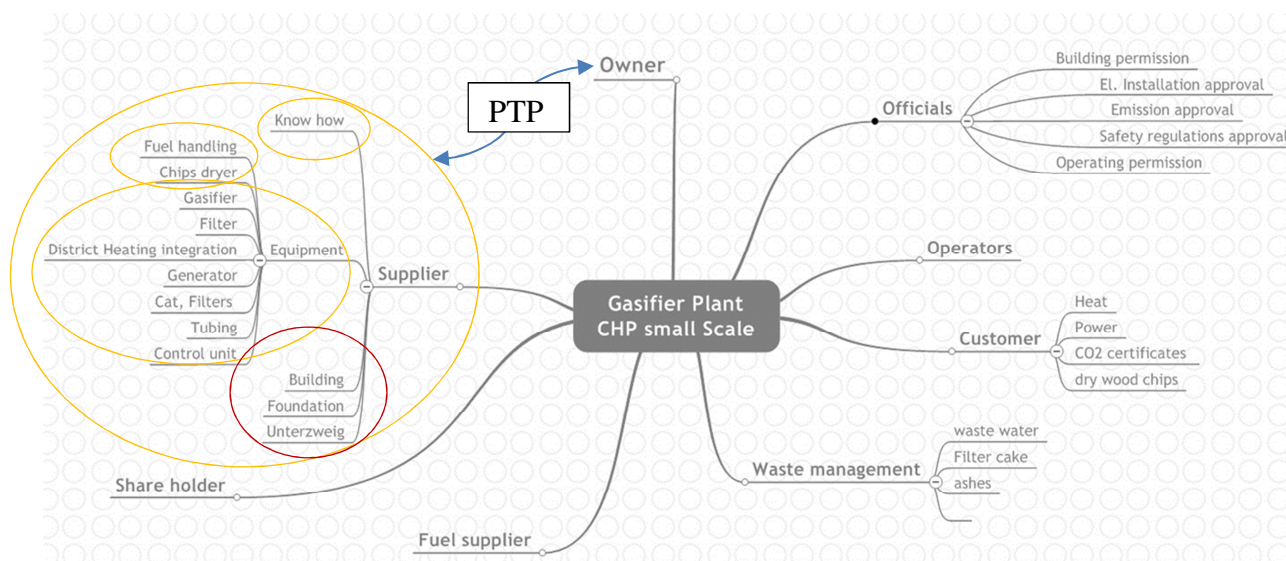 Owner
PTP
Know how
Fuel handling
Chips dryer
Gasifier
Filter
District Heating integration
Generator
Cat, Filters
Tubing
Control unit
Equipment
Supplier
Building
Foundation
Unterzweig
Share holder
Fuel supplier
Gasifier Plant
CHP small Scale
Officials
Building permission
El. Installation approval
Emission approval
Safety regulations approval
Operating permission
Operators
Customer
Heat
Power
CO2 certificates
dry wood chips
Waste management
waste water
Filter cake
ashes